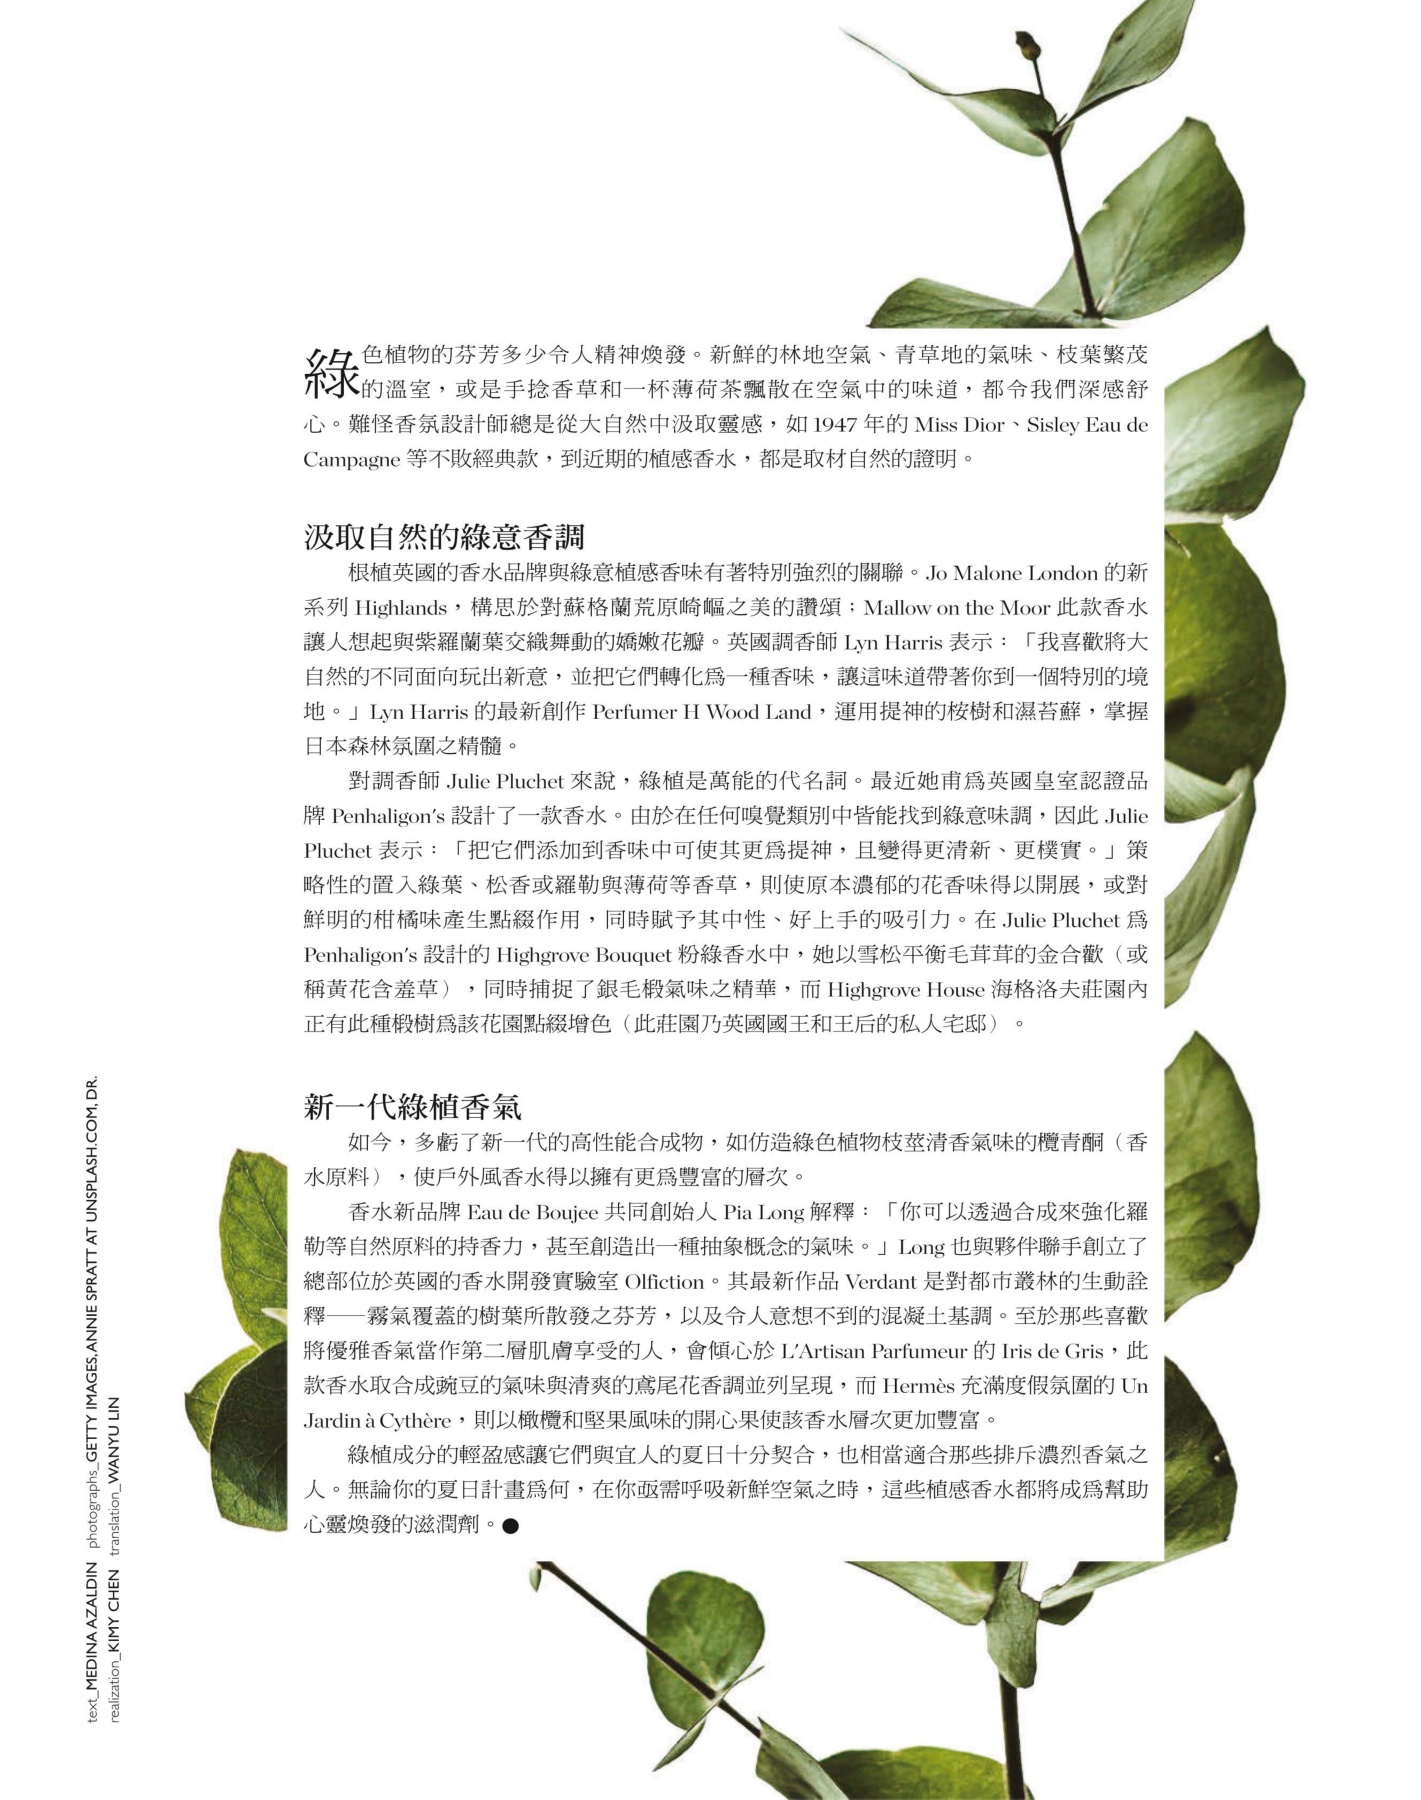 綠色植物的芬芳多少令人精神煥發。新鮮的林地空氣、青草地的氣味、枝葉繁茂
的溫室，或是手捻香草和一杯薄荷茶飄散在空氣中的味道，都令我們深感舒
心。難怪香氛設計師總是從大自然中汲取靈感，如 1947 年的 Miss Dior、Sisley Eau de
Campagne 等不敗經典款，到近期的植感香水，都是取材自然的證明。
汲取自然的綠意香調
根植英國的香水品牌與綠意植感香味有著特別強烈的關聯。Jo Malone London 的新
系列 Highlands，構思於對蘇格蘭荒原崎嶇之美的讚頌；Mallow on the Moor 此款香水
讓人想起與紫羅蘭葉交織舞動的嬌嫩花瓣。英國調香師 Lyn Harris 表示：「我喜歡將大
自然的不同面向玩出新意，並把它們轉化為一種香味，讓這味道帶著你到一個特別的境
地。」Lyn Harris 的最新創作 Perfumer H Wood Land，運用提神的桉樹和濕苔蘚，掌握
日本森林氛圍之精髓。
對調香師 Julie Pluchet 來說，綠植是萬能的代名詞。最近她甫為英國皇室認證品
牌 Penhaligon's 設計了一款香水。由於在任何嗅覺類別中皆能找到綠意味調，因此 Julie
Pluchet 表示：「把它們添加到香味中可使其更為提神，且變得更清新、更樸實。」策
略性的置入綠葉、松香或羅勒與薄荷等香草，則使原本濃郁的花香味得以開展，或對
鮮明的柑橘味產生點綴作用，同時賦予其中性、好上手的吸引力。在 Julie Pluchet 為
Penhaligon's 設計的 Highgrove Bouquet 粉綠香水中，她以雪松平衡毛茸茸的金合歡（或
稱黃花含羞草），同時捕捉了銀毛椴氣味之精華，而 Highgrove House 海格洛夫莊園內
正有此種椴樹為該花園點綴增色（此莊園乃英國國王和王后的私人宅邸）。
新一代綠植香氣
如今，多虧了新一代的高性能合成物，如仿造綠色植物枝莖清香氣味的欖青酮（香
水原料），使戶外風香水得以擁有更為豐富的層次。
香水新品牌 Eau de Boujee 共同創始人 Pia Long 解釋：「你可以透過合成來強化羅
勒等自然原料的持香力，甚至創造出一種抽象概念的氣味。」Long 也與夥伴聯手創立了
總部位於英國的香水開發實驗室 Olfiction。其最新作品 Verdant 是對都市叢林的生動詮
釋——霧氣覆蓋的樹葉所散發之芬芳，以及令人意想不到的混凝土基調。至於那些喜歡
將優雅香氣當作第二層肌膚享受的人，會傾心於 L'Artisan Parfumeur 的 Iris de Gris，此
款香水取合成豌豆的氣味與清爽的鳶尾花香調並列呈現，而 Hermès 充滿度假氛圍的 Un
Jardin à Cythère，則以橄欖和堅果風味的開心果使該香水層次更加豐富。
綠植成分的輕盈感讓它們與宜人的夏日十分契合，也相當適合那些排斥濃烈香氣之
人。無論你的夏日計畫為何，在你亟需呼吸新鮮空氣之時，這些植感香水都將成為幫助
心靈煥發的滋潤劑。●
text_MEDINA AZALDIN photographs_GETTY IMAGES, ANNIE SPRATT AT UNSPLASH.COM, DR.
realization_KIMY CHEN translation_WANYU LIN